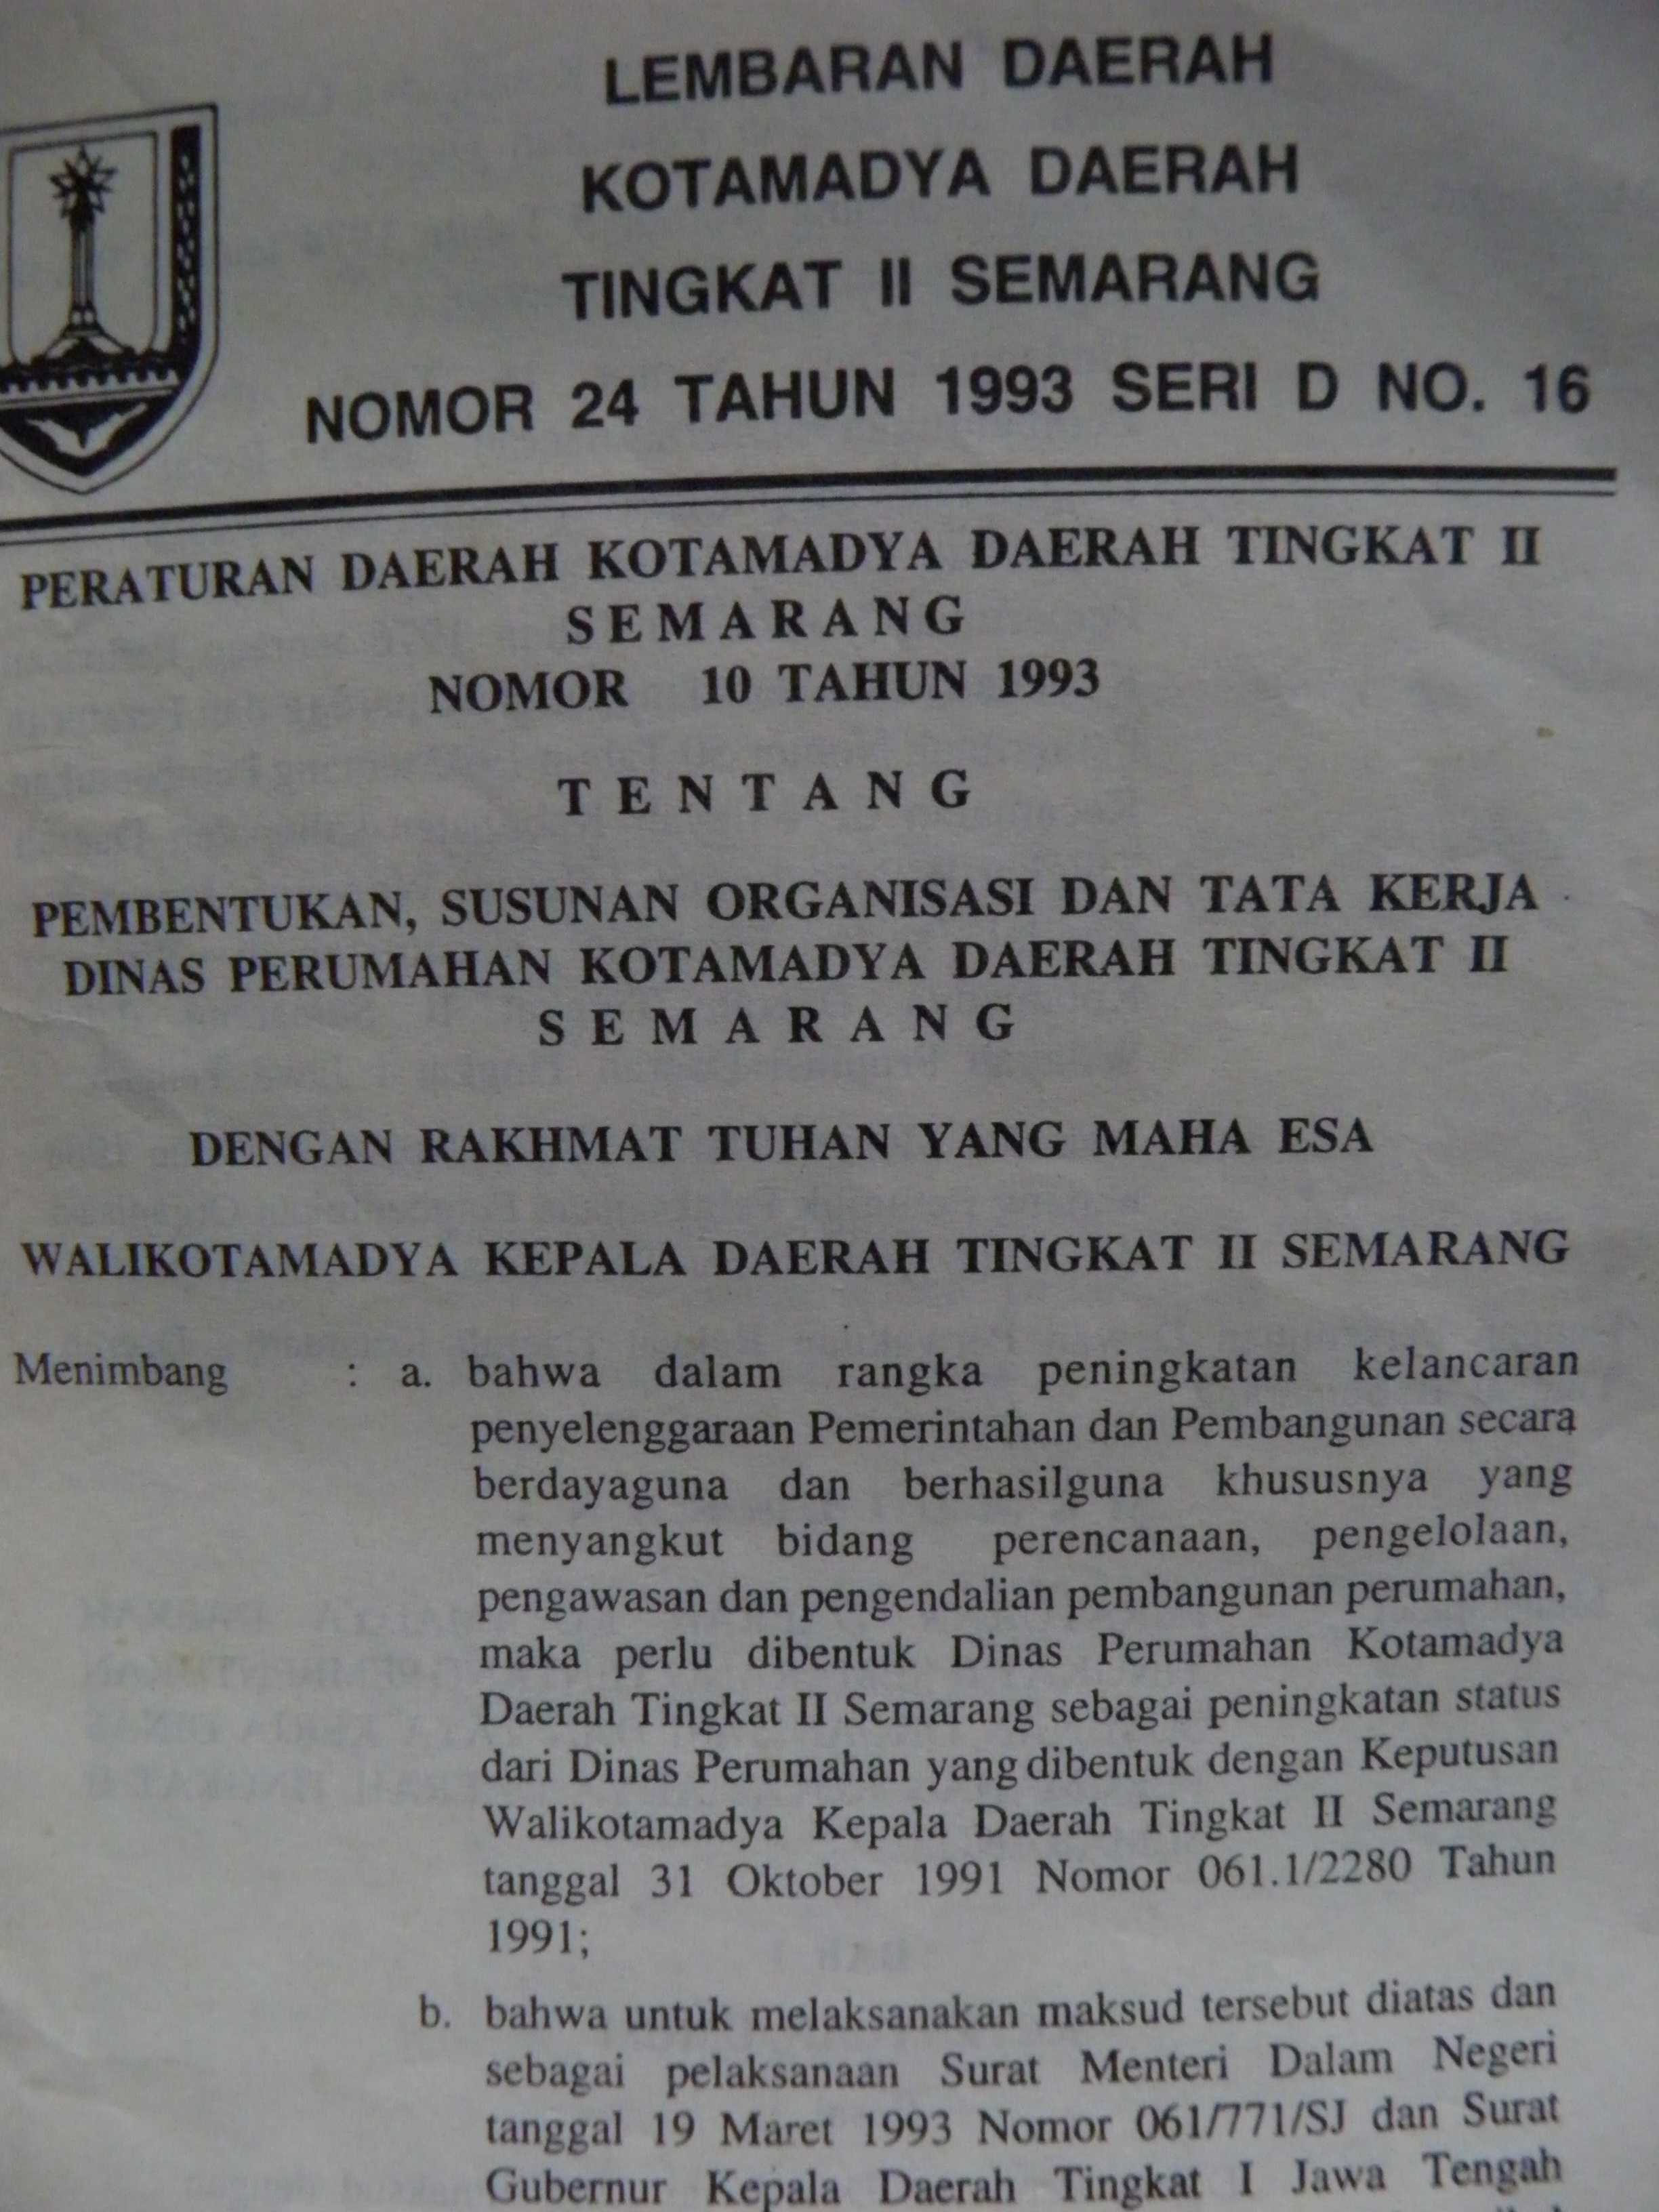 LEMBARAN DAERAH
KOTAMADYA DAERAH
TINGKAT II SEMARANG
NOMOR 24 TAHUN 1993 SERI D NO. 16
PERATURAN DAERAH KOTAMADYA DAERAH TINGKAT II
SEMARANG
NOMOR 10 TAHUN 1993
TENTANG
PEMBENTUKAN, SUSUNAN ORGANISASI DAN TATA KERJA
DINAS PERUMAHAN KOTAMADYA DAERAH TINGKAT II
SEMARANG
DENGAN RAKHMAT TUHAN YANG MAHA ESA
WALIKOTAMADYA KEPALA DAERAH TINGKAT II SEMARANG
Menimbang : a. bahwa dalam rangka peningkatan kelancaran
penyelenggaraan Pemerintahan dan Pembangunan secara
berdayaguna dan berhasilguna khususnya yang
menyangkut bidang perencanaan, pengelolaan,
pengawasan dan pengendalian pembangunan perumahan,
maka perlu dibentuk Dinas Perumahan Kotamadya
Daerah Tingkat II Semarang sebagai peningkatan status
dari Dinas Perumahan yang dibentuk dengan Keputusan
Walikotamadya Kepala Daerah Tingkat II Semarang
tanggal 31 Oktober 1991 Nomor 061.1/2280 Tahun
1991;
b. bahwa untuk melaksanakan maksud tersebut diatas dan
sebagai pelaksanaan Surat Menteri Dalam Negeri
tanggal 19 Maret 1993 Nomor 061/771/SJ dan Surat
Gubernur Kepala Daerah Tingkat I Jawa Tengah